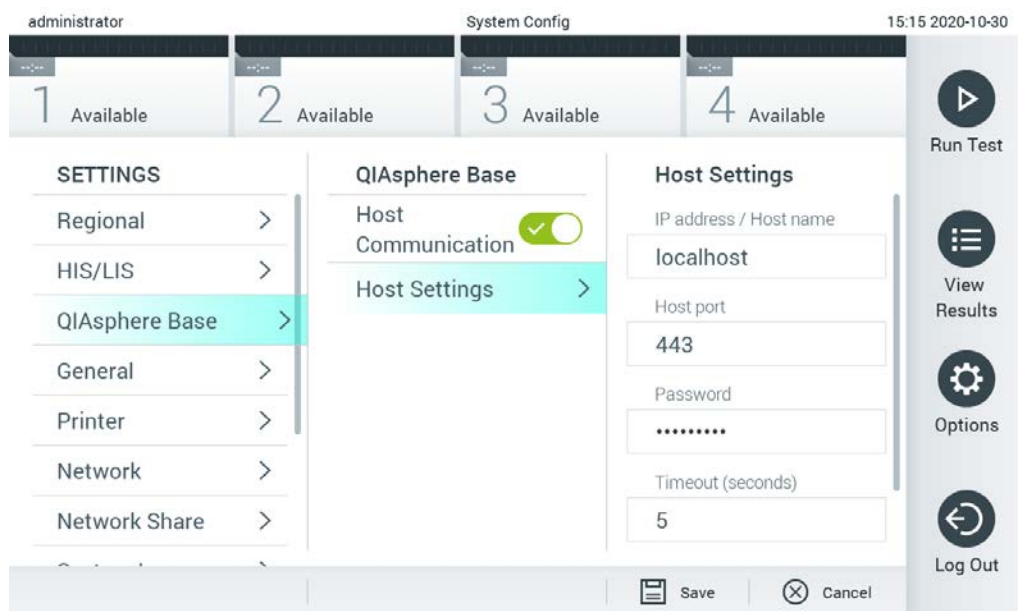 administrator
System Config
15:15 2020-10-30
--:--
--:--
--:--
--:--
1 Available
2 Available
3 Available
4 Available
Run Test
SETTINGS
Regional
HIS/LIS
QIAsphere Base
General
Printer
Network
Network Share
QIAsphere Base
Host
Communication
Host Settings
Host Settings
IP address / Host name
localhost
Host port
443
Password
•••••••••
Timeout (seconds)
5
View
Results
Options
Log Out
Save
Cancel